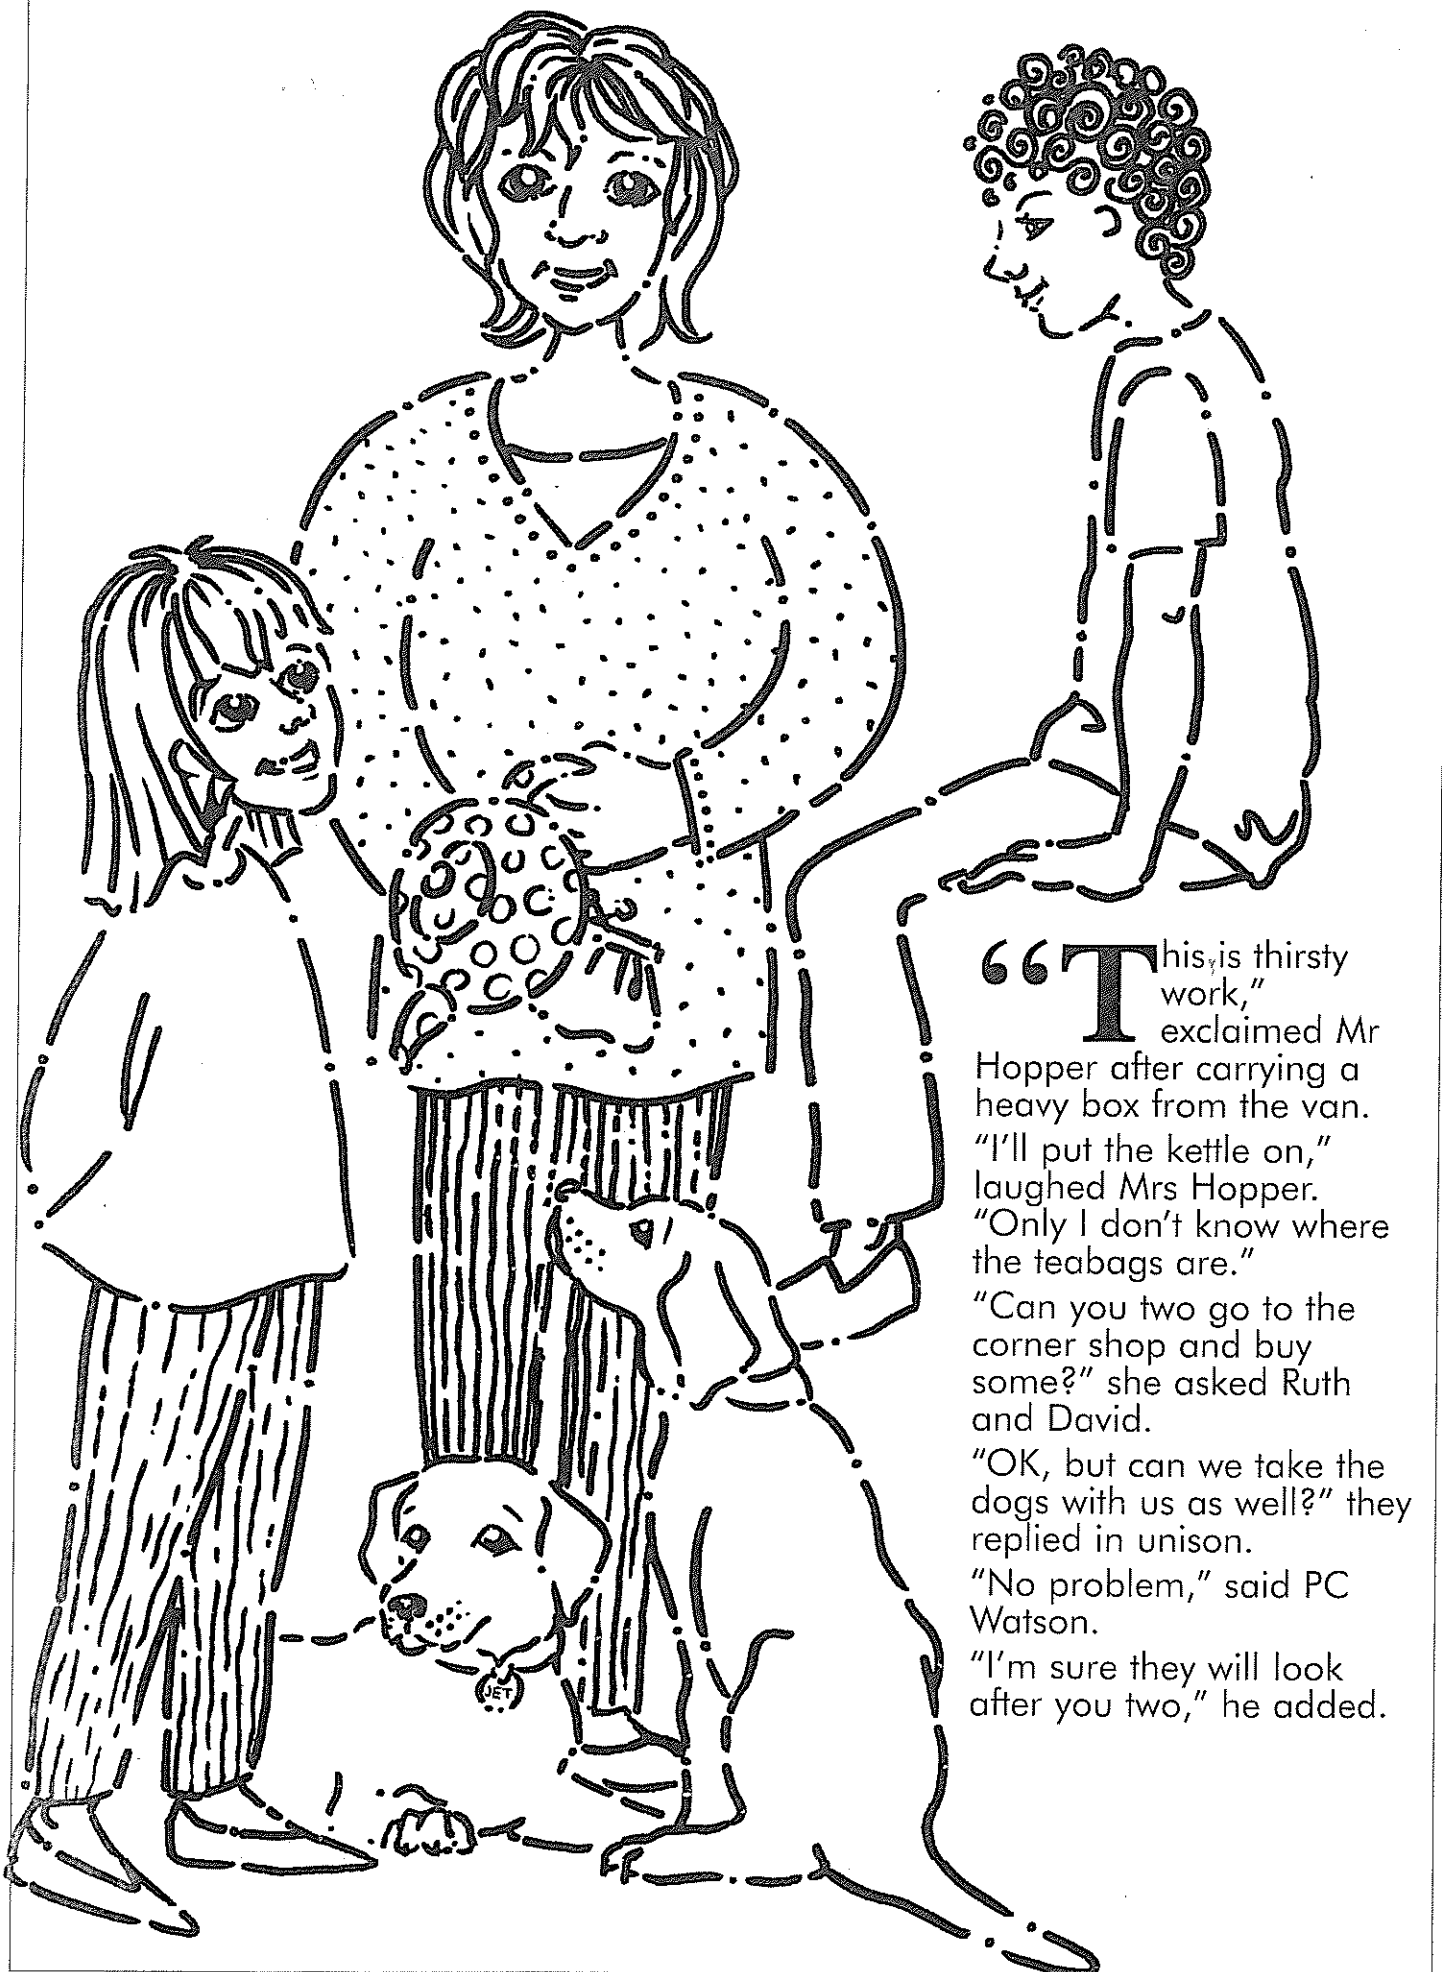 “This is thirsty
work,”
exclaimed Mr
Hopper after carrying a
heavy box from the van.
“I’ll put the kettle on,”
laughed Mrs Hopper.
“Only I don’t know where
the teabags are.”
“Can you two go to the
corner shop and buy
some?” she asked Ruth
and David.
“OK, but can we take the
dogs with us as well?” they
replied in unison.
“No problem,” said PC
Watson.
“I’m sure they will look
after you two,” he added.
JET